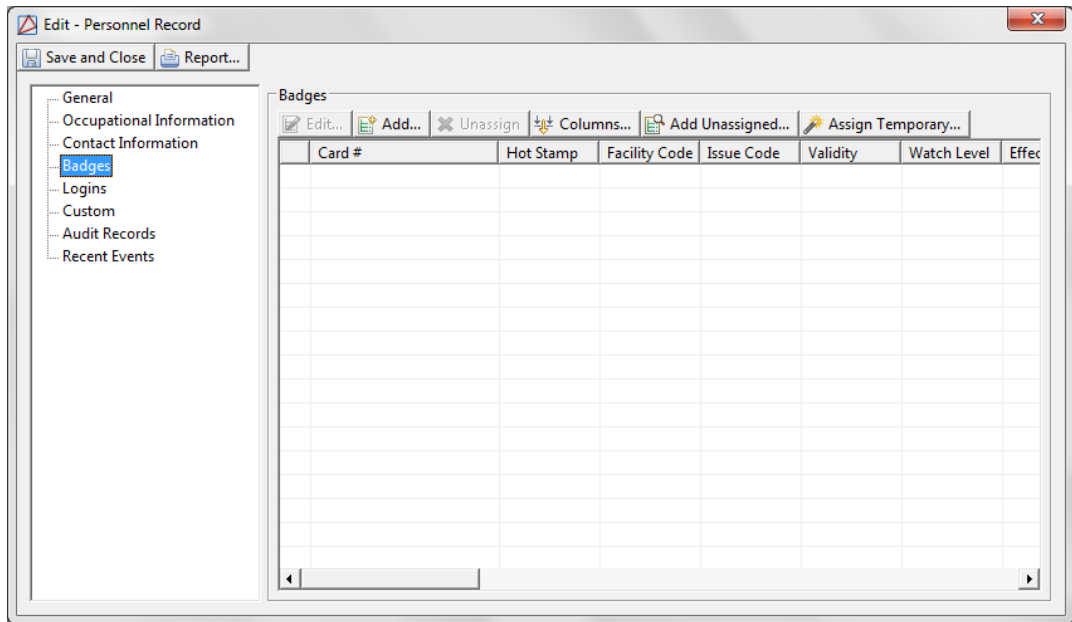 Edit - Personnel Record
Save and Close Report...
General
Occupational Information
Contact Information
Badges
Logins
Custom
Audit Records
Recent Events
Badges
Edit... Add... Unassign Columns... Add Unassigned... Assign Temporary...
Card # Hot Stamp Facility Code Issue Code Validity Watch Level Effec